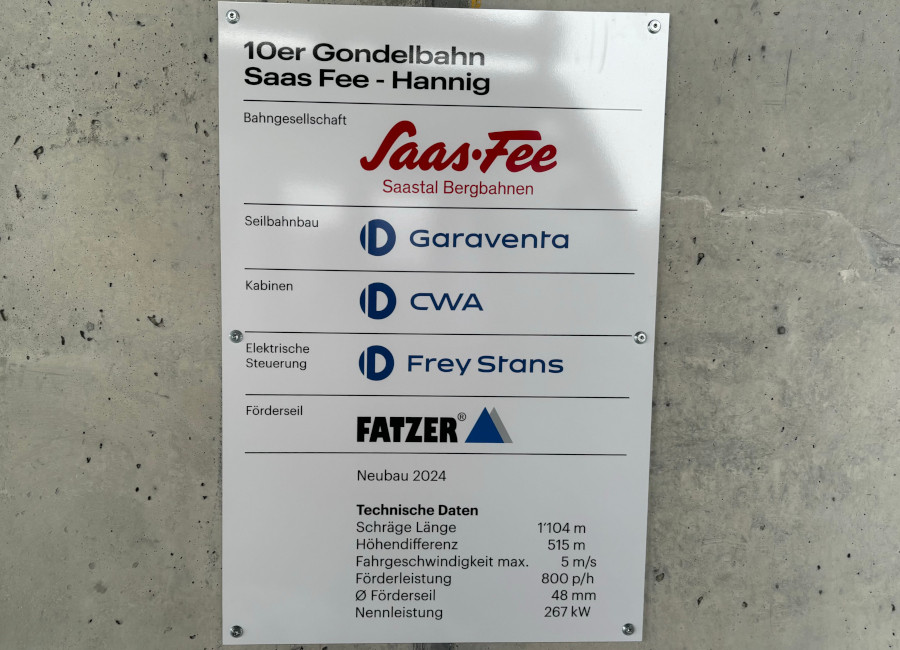 10er Gondelbahn
Saas Fee - Hannig
Bahngesellschaft
Saas-Fee
Saastal Bergbahnen
Seilbahnbau
Garaventa
Kabinen
CWA
Elektrische
Steuerung
Frey Stans
Förderseil
FATZER®
Neubau 2024
Technische Daten
Schräge Länge 1'104 m
Höhendifferenz 515 m
Fahrgeschwindigkeit max. 5 m/s
Förderleistung 800 p/h
Ø Förderseil 48 mm
Nennleistung 267 kW